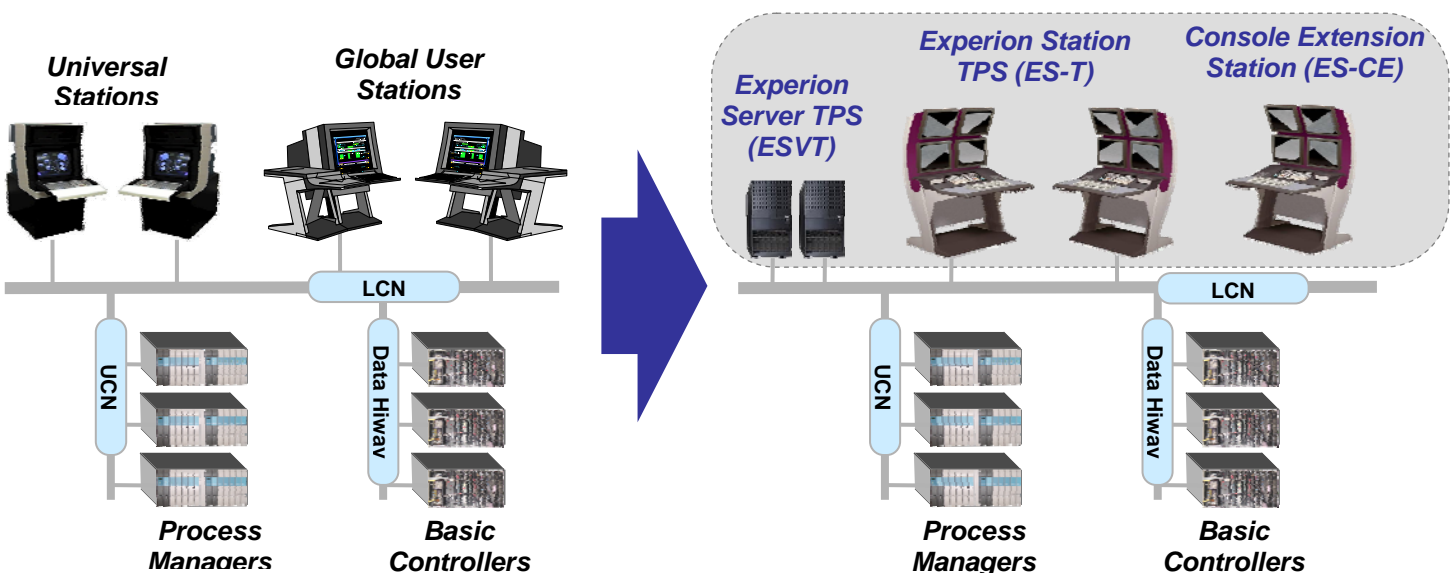 Universal
Stations
Global User
Stations
LCN
UCN
Data Hiway
Process
Managers
Basic
Controllers
Experion
Server TPS
(ESVT)
Experion Station
TPS (ES-T)
Console Extension
Station (ES-CE)
LCN
UCN
Data Hiway
Process
Managers
Basic
Controllers